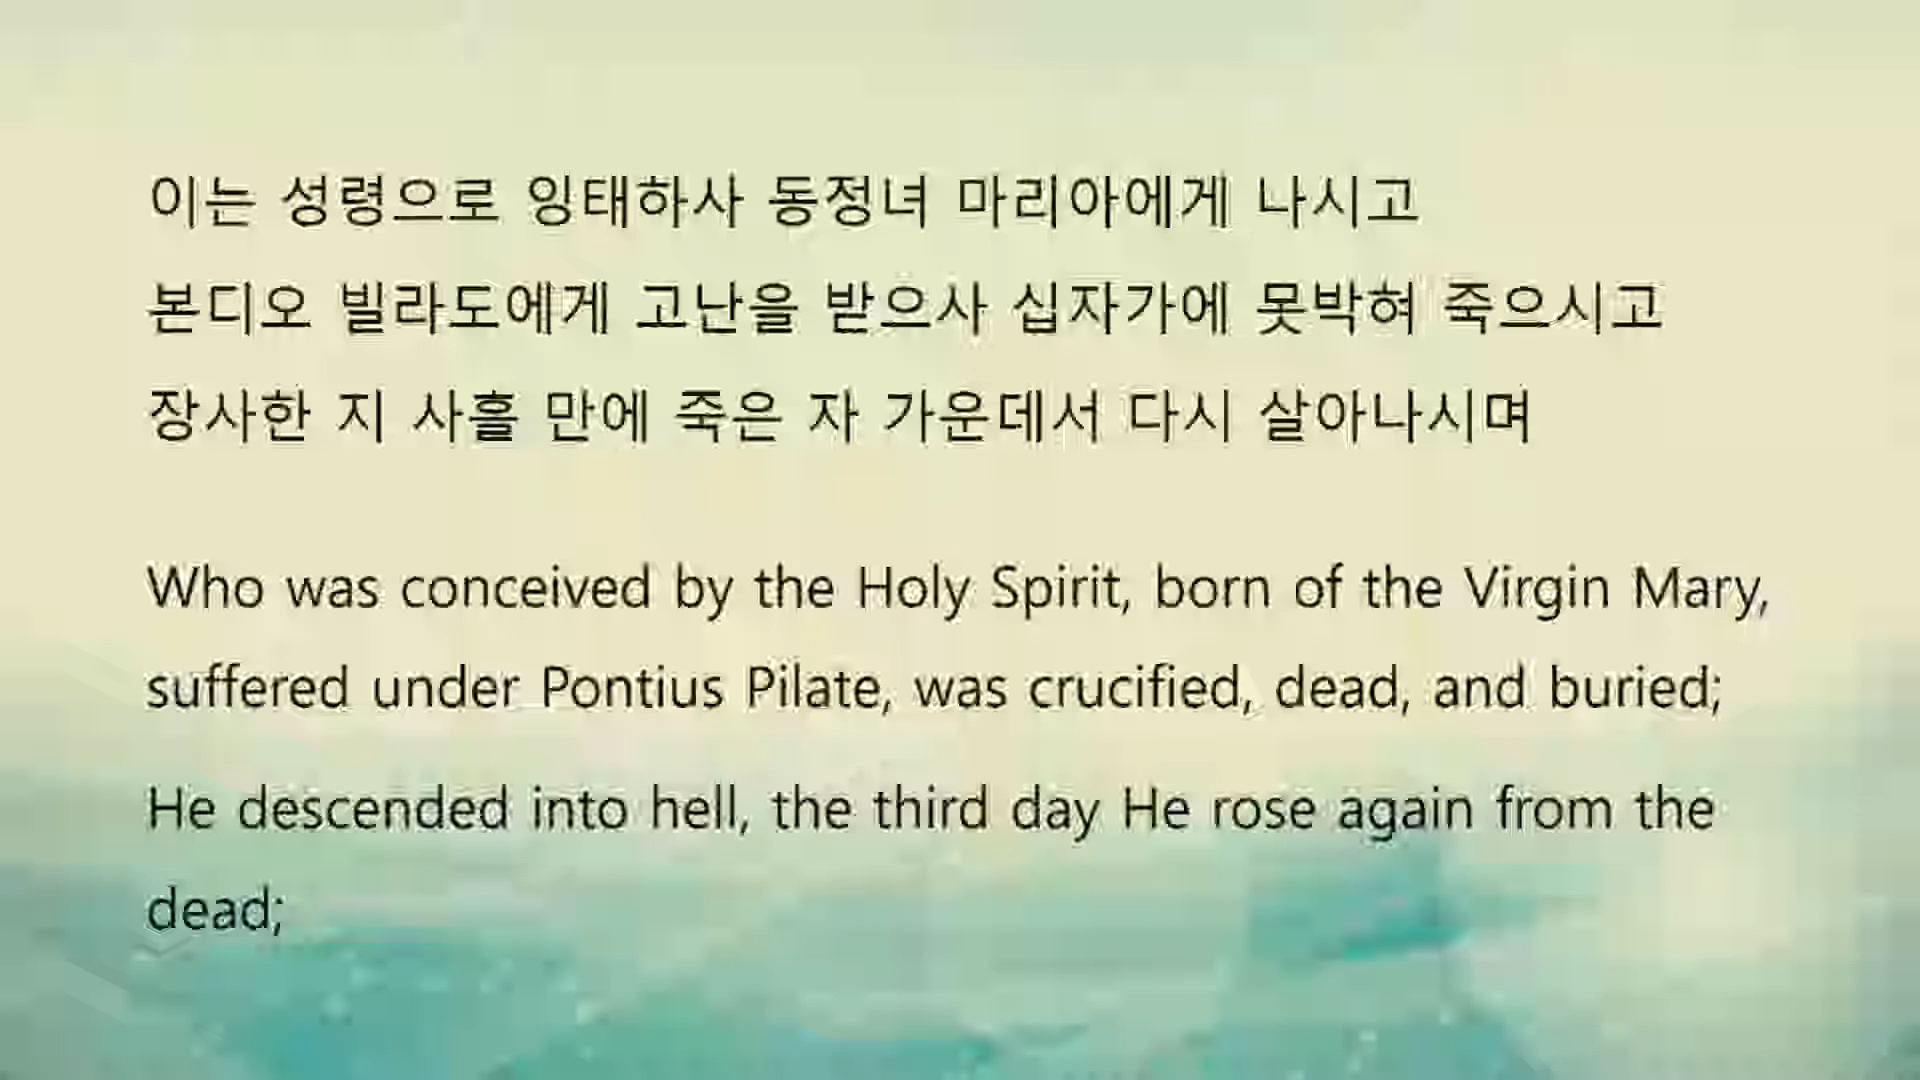 이는 성령으로 잉태하사 동정녀 마리아에게 나시고
본디오 빌라도에게 고난을 받으사 십자가에 못박혀 죽으시고
장사한 지 사흘 만에 죽은 자 가운데서 다시 살아나시며
Who was conceived by the Holy Spirit, born of the Virgin Mary,
suffered under Pontius Pilate, was crucified, dead, and buried;
He descended into hell, the third day He rose again from the
dead;